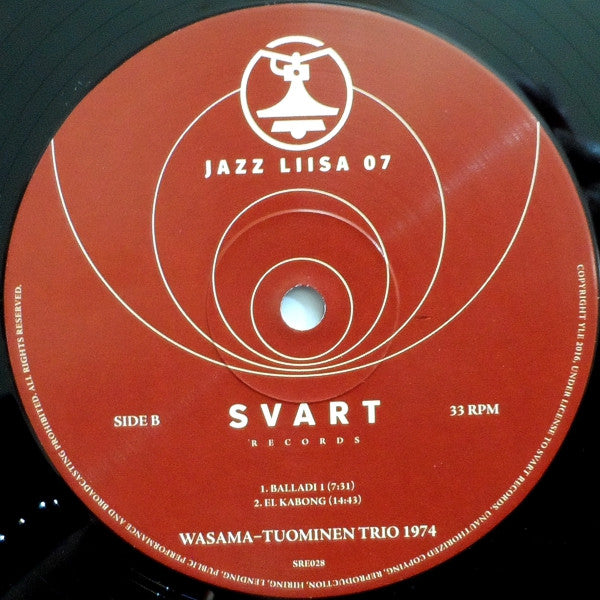 JAZZ LIISA 07
SIDE B
SVART
RECORDS
33 RPM
1. BALLADI 1 (7:31)
2. EL KABONG (14:43)
WASAMA–TUOMINEN TRIO 1974
SRE028
COPYRIGHT YLE 2016, UNDER LICENSE TO SVART RECORDS. UNAUTHORIZED COPYING, REPRODUCTION, HIRING, LENDING, PUBLIC PERFORMANCE AND BROADCASTING PROHIBITED. ALL RIGHTS RESERVED.